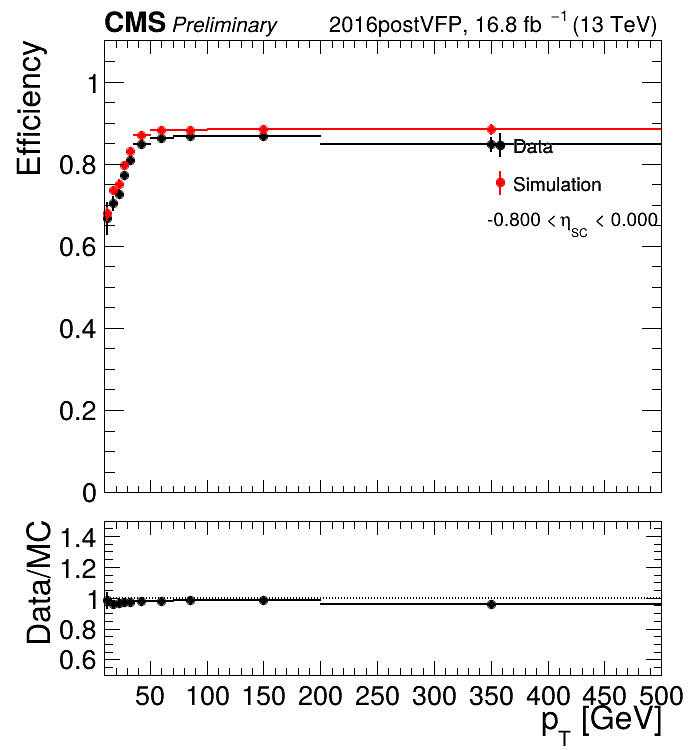 CMS Preliminary 2016postVFP, 16.8 fb⁻¹ (13 TeV)
Efficiency
1
0.8
0.6
0.4
0.2
0
Data
Simulation
-0.800 < η_SC < 0.000
Data/MC
1.4
1.2
1
0.8
0.6
50 100 150 200 250 300 350 400 450 500
p_T [GeV]